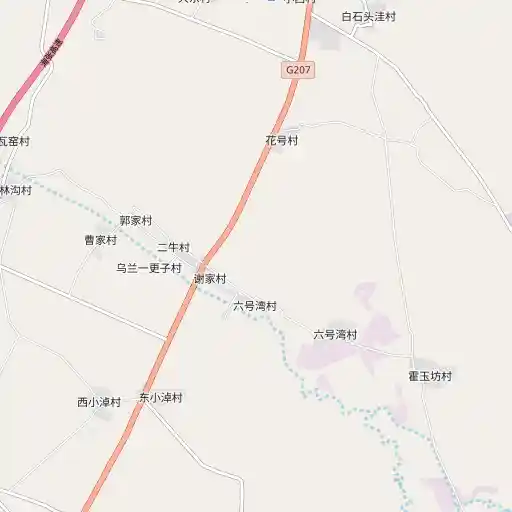 白石头洼村
G207
花号村
瓦窑村
林沟村
郭家村
曹家村
二牛村
乌兰一更子村
谢家村
六号湾村
六号湾村
霍玉坊村
西小淖村
东小淖村